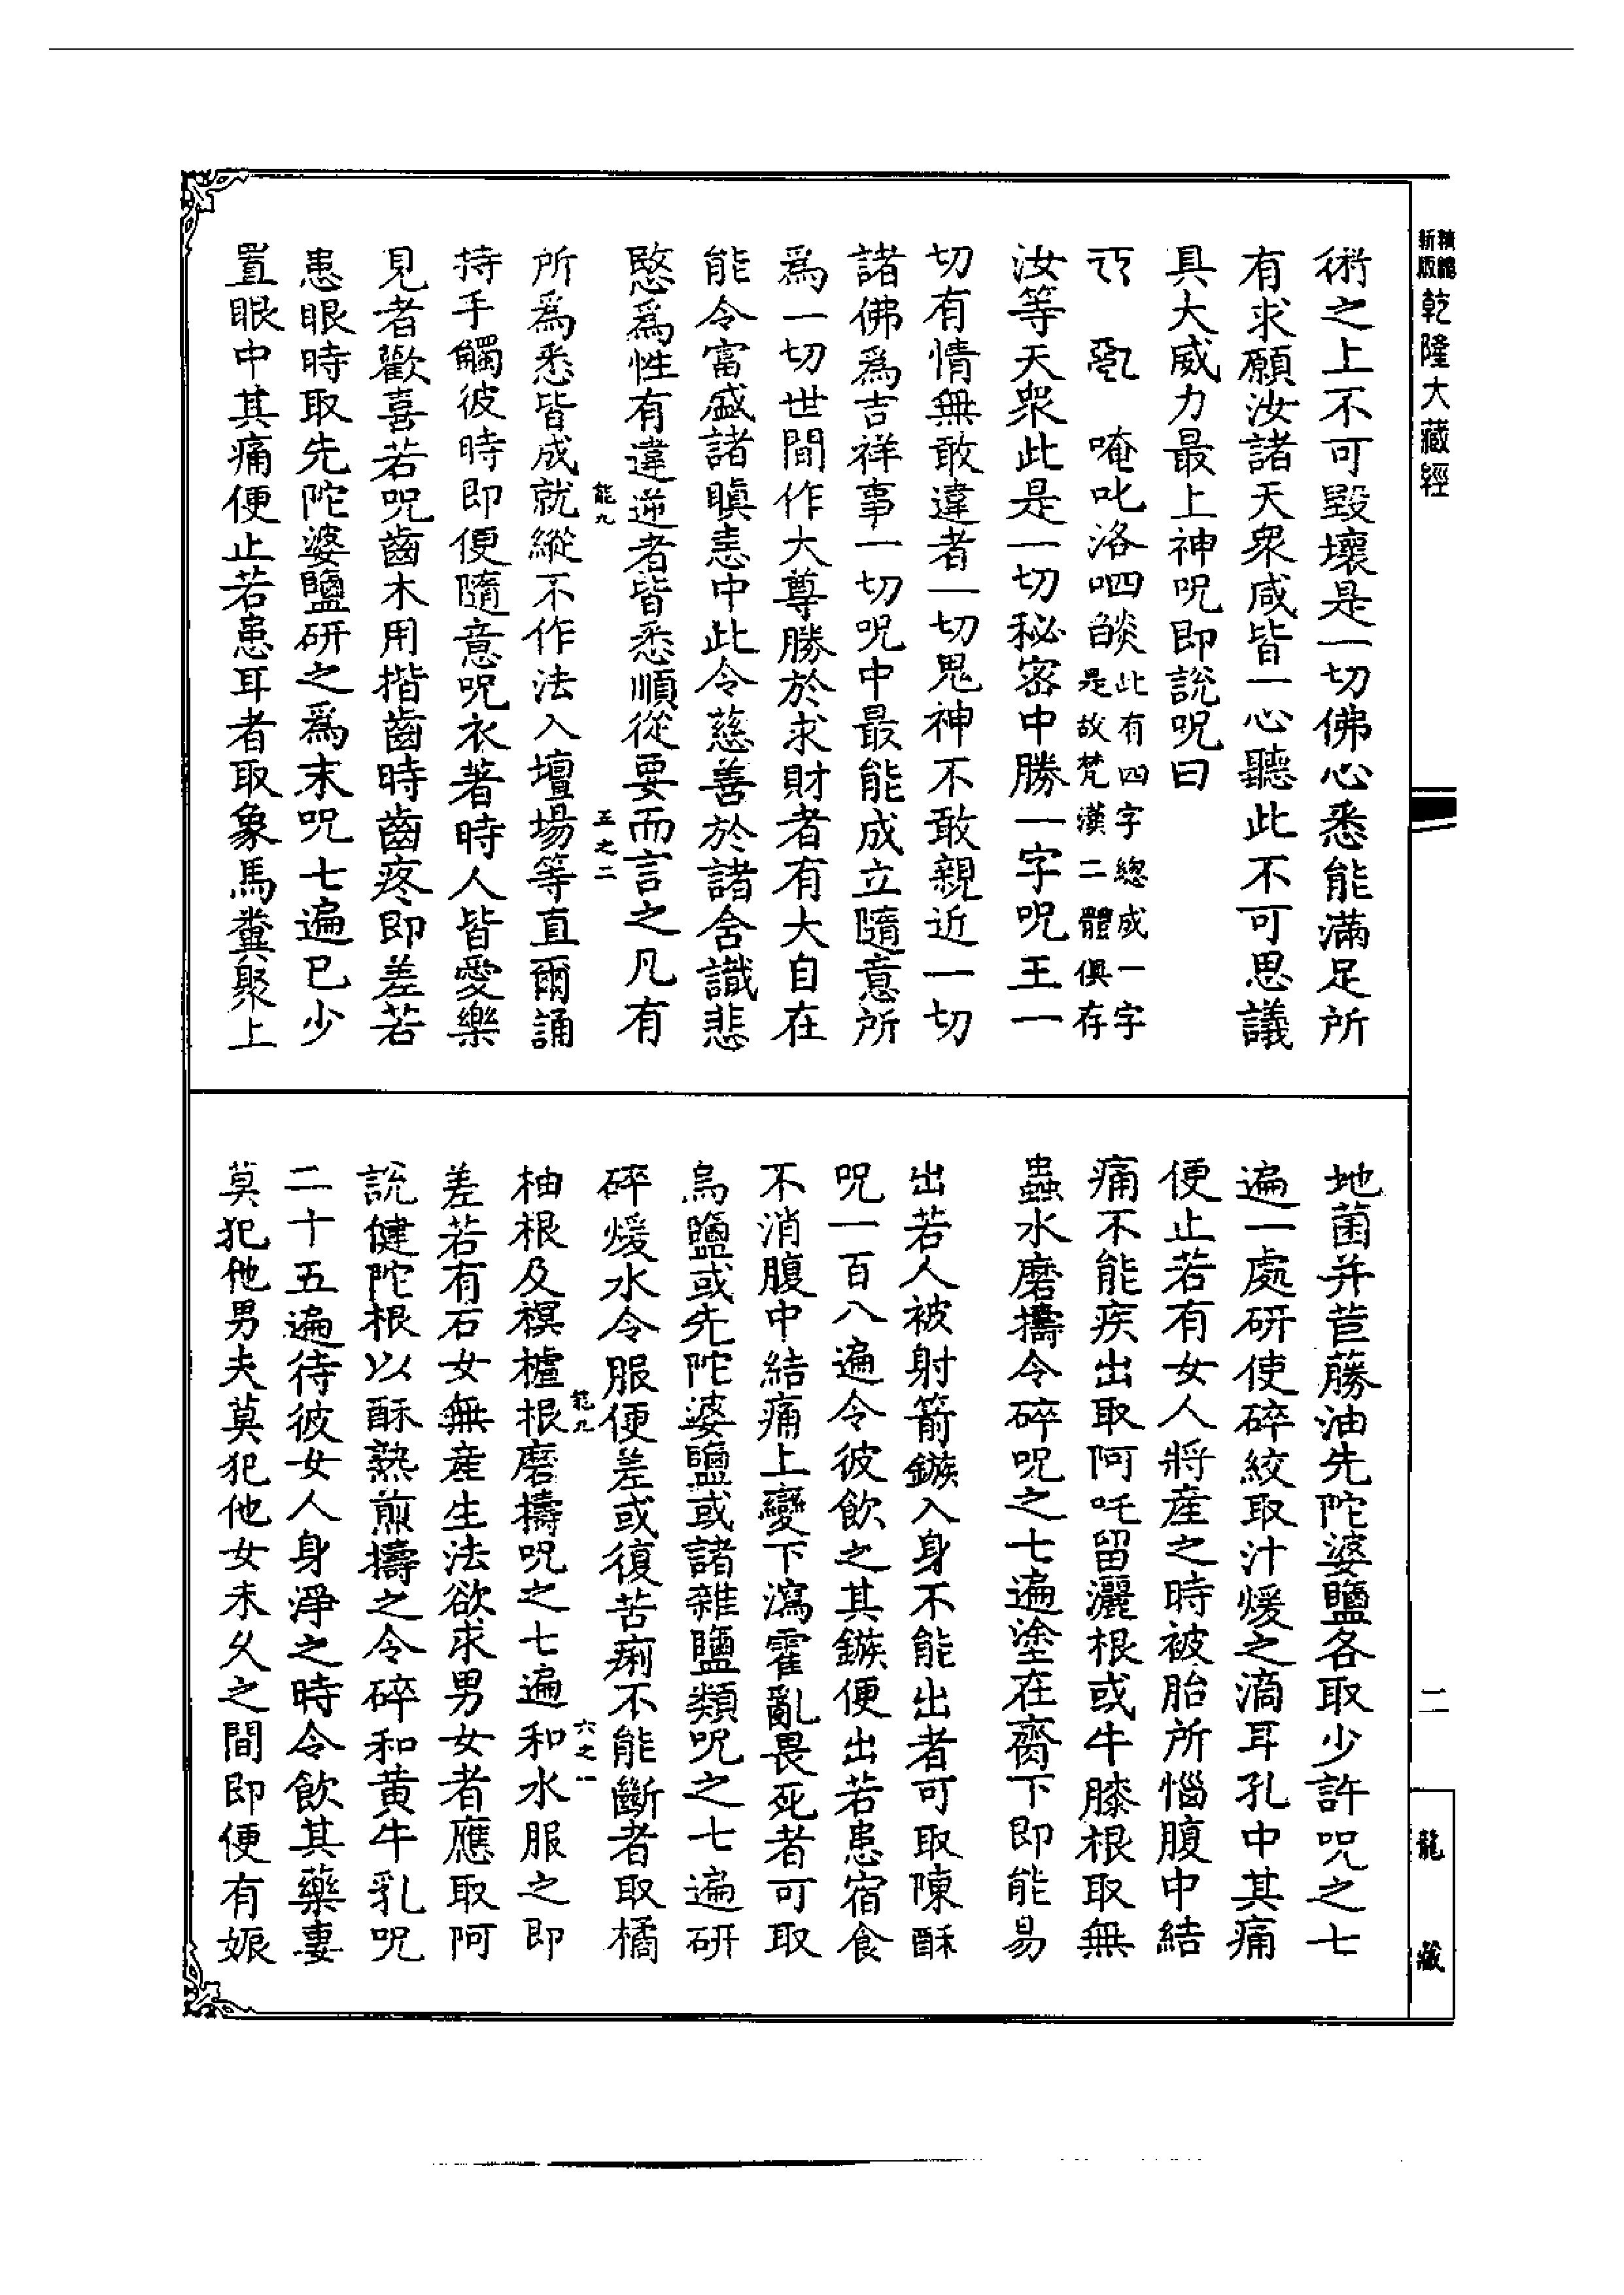 精體
新版
乾隆大藏經
術之上不可毀壞是一切佛心悉能滿足所
有求願汝諸天衆咸皆一心聽此不可思議
具大威力最上神呪即說呪曰
唵叱洛呬𦦨此有四字總成一字是故梵漢二體俱存
汝等天衆此是一切秘密中勝一字呪王一
切有情無敢違者一切鬼神不敢親近一切
諸佛爲吉祥事一切呪中最能成立隨意所
爲一切世間作大尊勝於求財者有大自在
能令富盛諸瞋恚中此令慈善於諸含識悲
愍爲性有違逆者皆悉順從要而言之凡有
能九 五之二
所爲悉皆成就縱不作法入壇場等直爾誦
持手觸彼時即便隨意呪衣著時人皆愛樂
見者歡喜若呪齒木用揩齒時齒疼即差若
患眼時取先陀婆鹽研之爲末呪七遍已少
置眼中其痛便止若患耳者取象馬糞聚上
地菌并苣藤油先陀婆鹽各取少許呪之七
遍一處研使碎絞取汁煖之滴耳孔中其痛
便止若有女人將產之時被胎所惱腹中結
痛不能疾出取阿吒留灑根或牛膝根取無
蟲水磨擣令碎呪之七遍塗在齎下即能易
出若人被射箭鏃入身不能出者可取陳酥
呪一百八遍令彼飲之其鏃便出若患宿食
不消腹中結痛上變下瀉霍亂畏死者可取
烏鹽或先陀婆鹽或諸雜鹽類呪之七遍研
碎煖水令服便差或復苦痢不能斷者取橘
能九 六之一
柚根及榠樝根磨擣呪之七遍和水服之即
差若有石女無產生法欲求男女者應取阿
說健陀根以酥熟煎擣之令碎和黃牛乳呪
二十五遍待彼女人身淨之時令飲其藥妻
莫犯他男夫莫犯他女未久之間即便有娠
二
龍藏